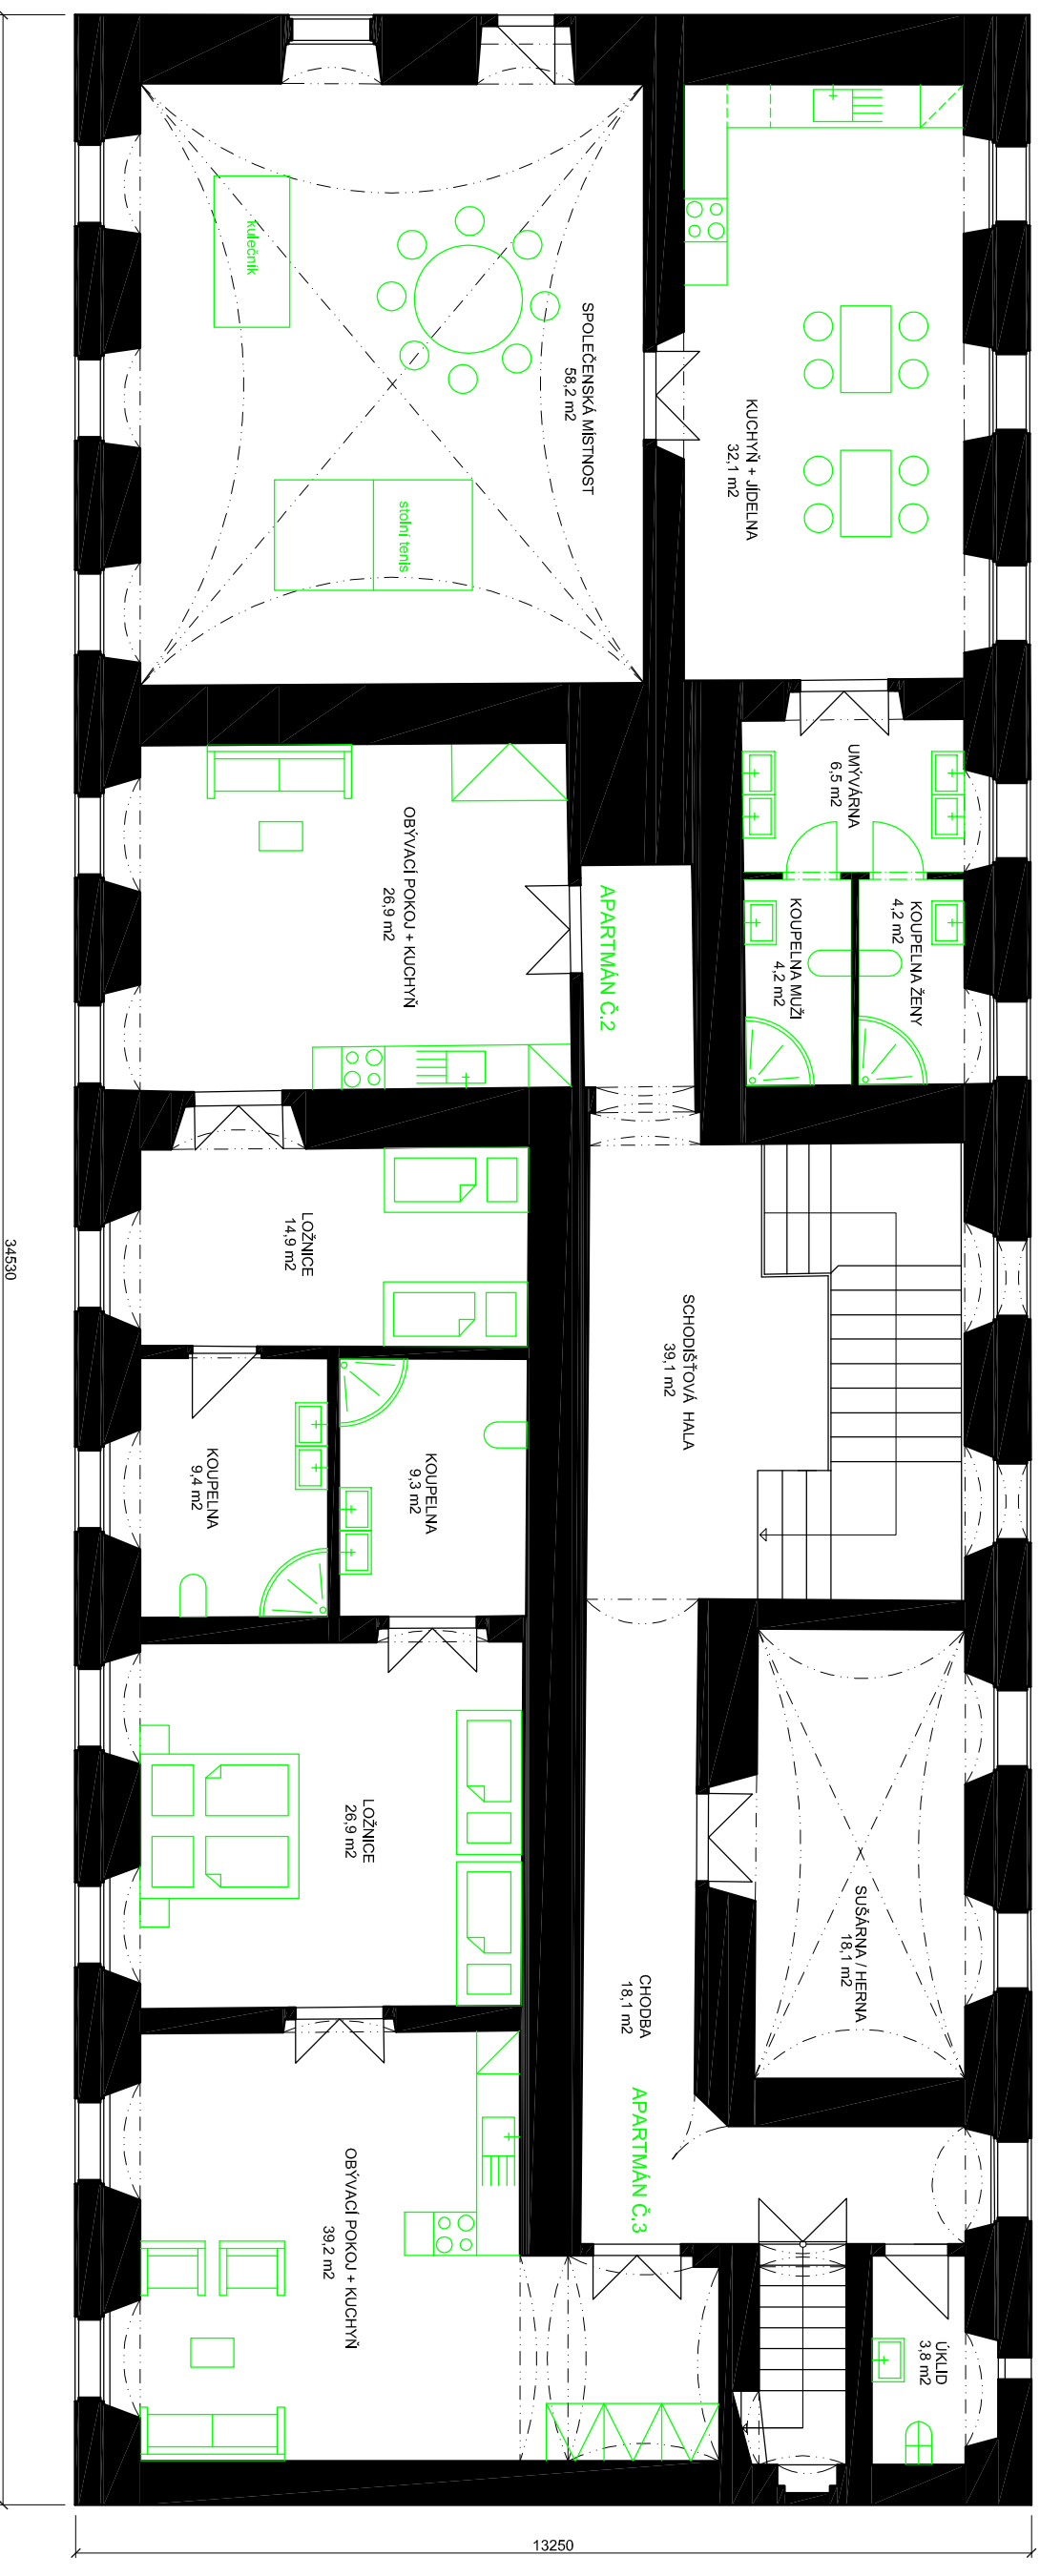 KUCHYŇ + JÍDELNA
32,1 m2
SPOLEČENSKÁ MÍSTNOST
58,2 m2
kulečník
stolní tenis
UMÝVÁRNA
6,5 m2
KOUPELNA ŽENY
4,2 m2
KOUPELNA MUŽI
4,2 m2
APARTMÁN Č.2
OBÝVACÍ POKOJ + KUCHYŇ
26,9 m2
LOŽNICE
14,9 m2
SCHODIŠŤOVÁ HALA
39,1 m2
KOUPELNA
9,3 m2
KOUPELNA
9,4 m2
LOŽNICE
26,9 m2
SUŠÁRNA / HERNA
18,1 m2
CHODBA
18,1 m2
APARTMÁN Č.3
OBÝVACÍ POKOJ + KUCHYŇ
39,2 m2
ÚKLID
3,8 m2
34530
13250